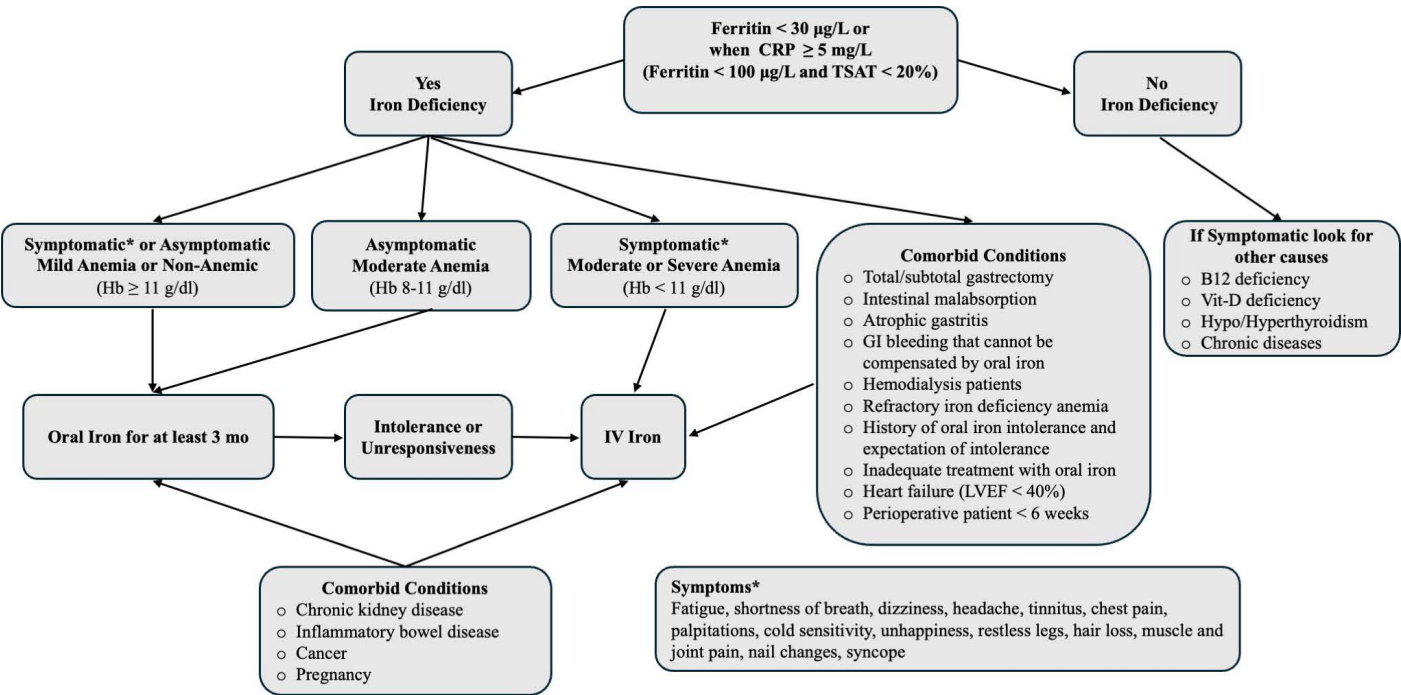 Ferritin < 30 µg/L or
when CRP ≥ 5 mg/L
(Ferritin < 100 µg/L and TSAT < 20%)
Yes
Iron Deficiency
No
Iron Deficiency
Symptomatic* or Asymptomatic
Mild Anemia or Non-Anemic
(Hb ≥ 11 g/dl)
Asymptomatic
Moderate Anemia
(Hb 8-11 g/dl)
Symptomatic*
Moderate or Severe Anemia
(Hb < 11 g/dl)
Comorbid Conditions
○ Total/subtotal gastrectomy
○ Intestinal malabsorption
○ Atrophic gastritis
○ GI bleeding that cannot be
compensated by oral iron
○ Hemodialysis patients
○ Refractory iron deficiency anemia
○ History of oral iron intolerance and
expectation of intolerance
○ Inadequate treatment with oral iron
○ Heart failure (LVEF < 40%)
○ Perioperative patient < 6 weeks
If Symptomatic look for
other causes
○ B12 deficiency
○ Vit-D deficiency
○ Hypo/Hyperthyroidism
○ Chronic diseases
Oral Iron for at least 3 mo
Intolerance or
Unresponsiveness
IV Iron
Comorbid Conditions
○ Chronic kidney disease
○ Inflammatory bowel disease
○ Cancer
○ Pregnancy
Symptoms*
Fatigue, shortness of breath, dizziness, headache, tinnitus, chest pain,
palpitations, cold sensitivity, unhappiness, restless legs, hair loss, muscle and
joint pain, nail changes, syncope